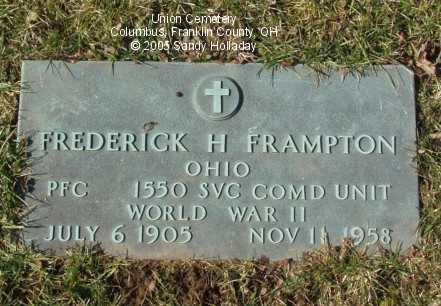 Union Cemetery
Columbus, Franklin County, OH
© 2005 Sandy Holladay
FREDERICK H FRAMPTON
OHIO
PFC 1550 SVC COMD UNIT
WORLD WAR II
JULY 6 1905 NOV 11 1958